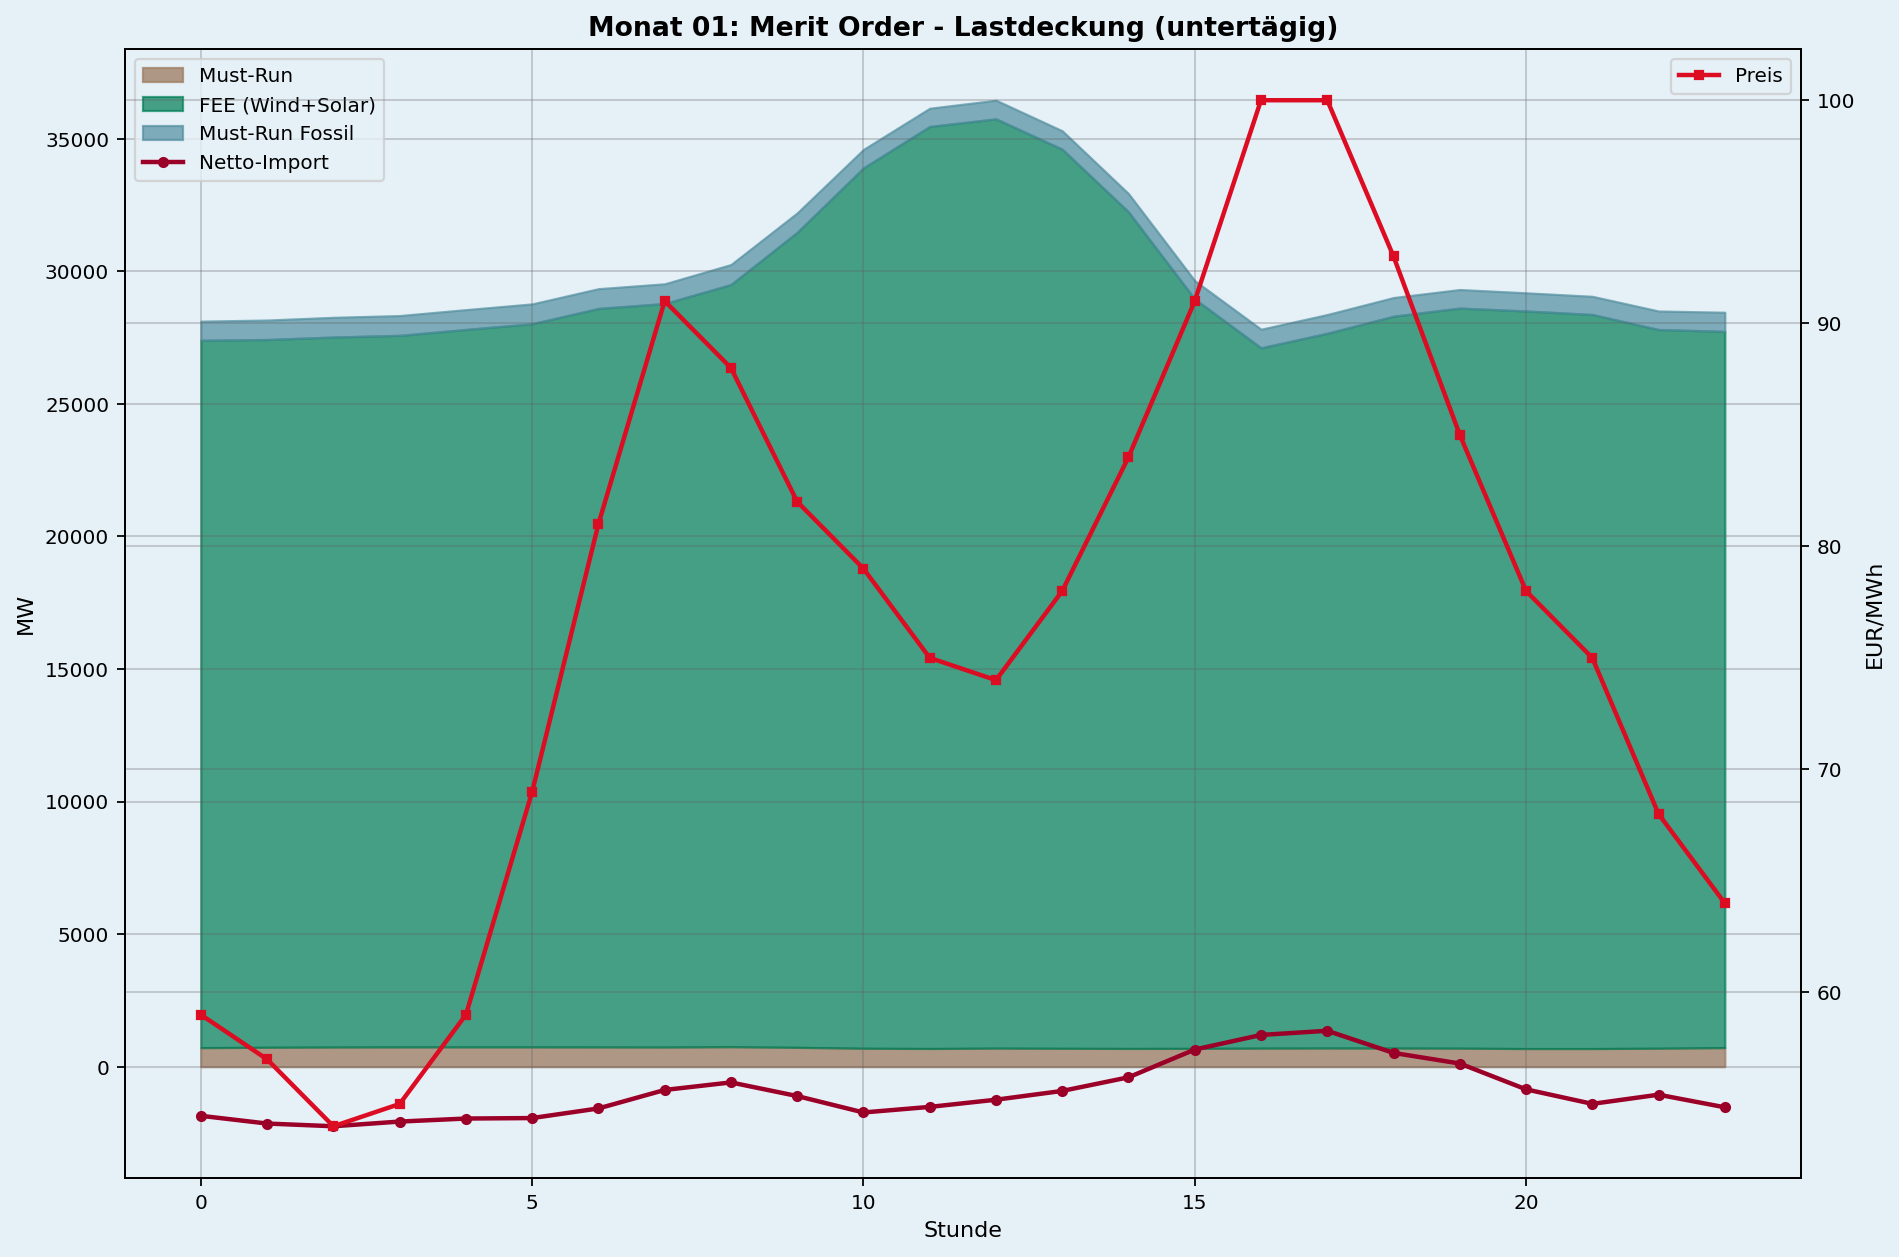 Monat 01: Merit Order - Lastdeckung (untertägig)
Must-Run
FEE (Wind+Solar)
Must-Run Fossil
Netto-Import
Preis
MW
35000
30000
25000
20000
15000
10000
5000
0
EUR/MWh
100
90
80
70
60
0 5 10 15 20
Stunde